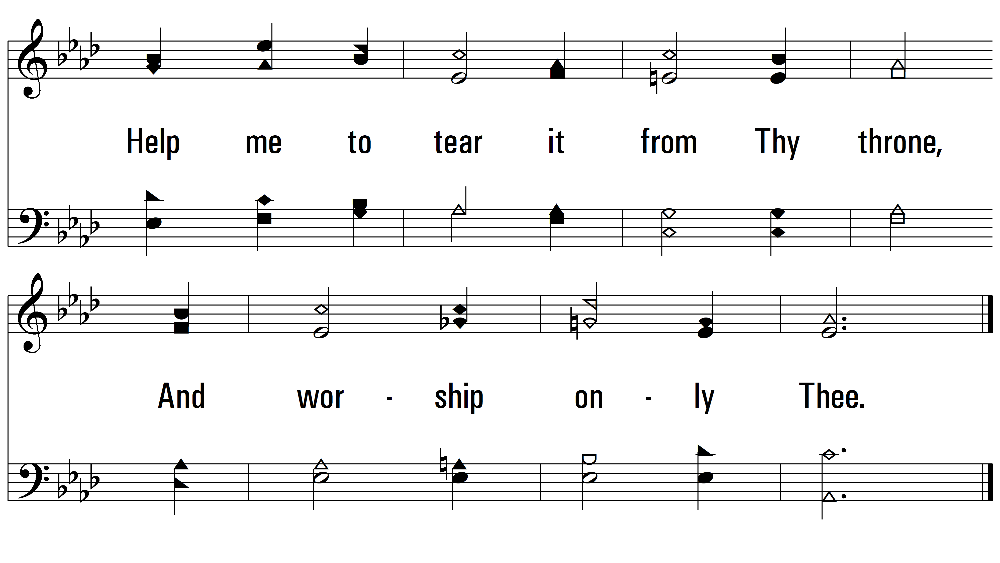 Help me to tear it from Thy throne,
And wor - ship on - ly Thee.